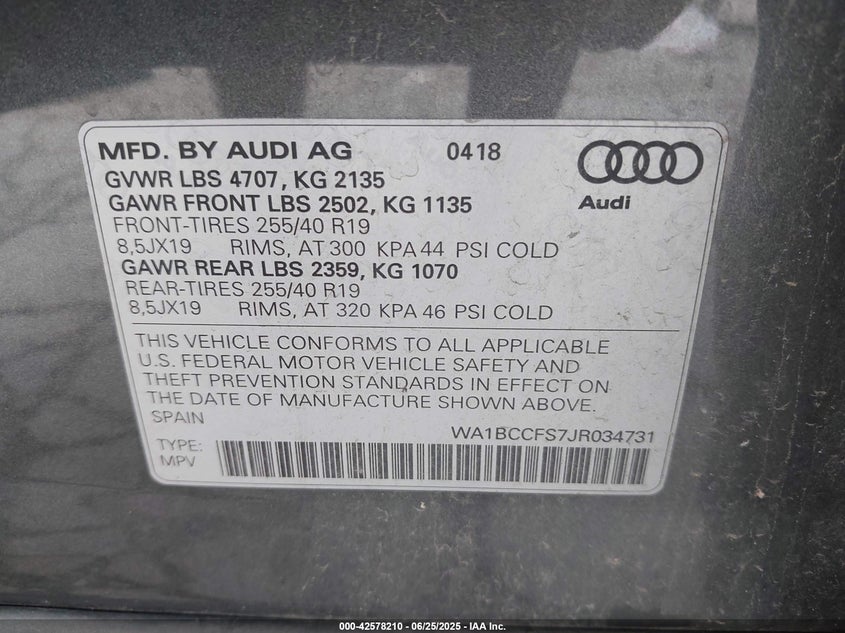 MFD. BY AUDI AG 0418
GVWR LBS 4707, KG 2135
GAWR FRONT LBS 2502, KG 1135
FRONT-TIRES 255/40 R19
8,5JX19 RIMS, AT 300 KPA 44 PSI COLD
GAWR REAR LBS 2359, KG 1070
REAR-TIRES 255/40 R19
8,5JX19 RIMS, AT 320 KPA 46 PSI COLD
Audi
THIS VEHICLE CONFORMS TO ALL APPLICABLE
U.S. FEDERAL MOTOR VEHICLE SAFETY AND
THEFT PREVENTION STANDARDS IN EFFECT ON
THE DATE OF MANUFACTURE SHOWN ABOVE.
SPAIN
WA1BCCFS7JR034731
TYPE:
MPV
000-42578210 - 06/25/2025 - IAA Inc.